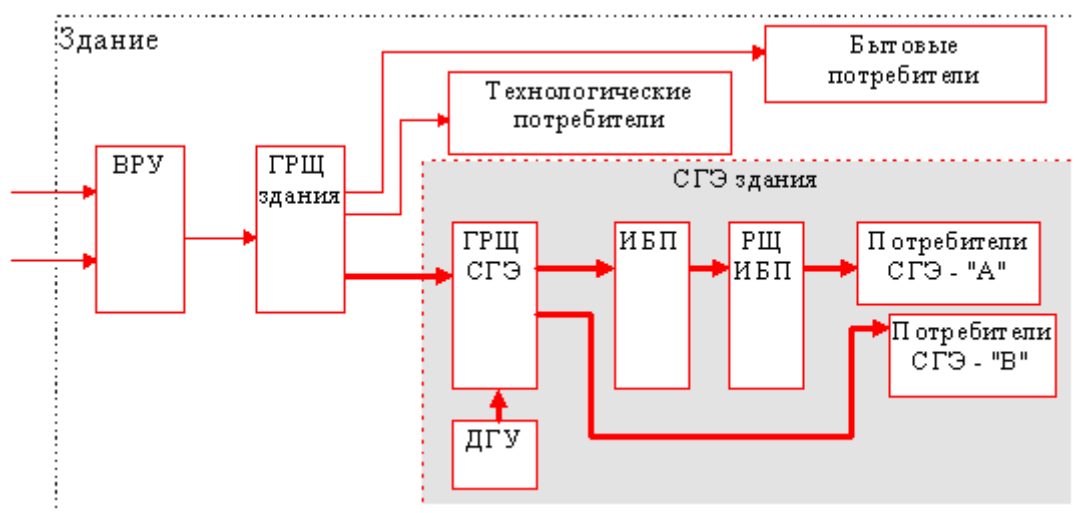 Здание
Бытовые
потребители
Технологические
потребители
ВРУ
ГРЩ
здания
СГЭ здания
ГРЩ
СГЭ
ИБП
РЩ
ИБП
Потребители
СГЭ - "А"
Потребители
СГЭ - "В"
ДГУ